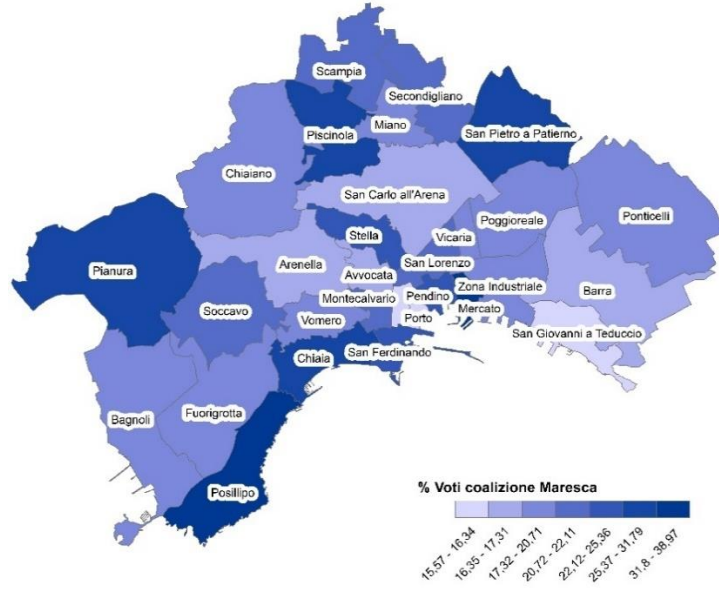 Scampia
Secondigliano
Piscinola
Miano
San Pietro a Patierno
Chiaiano
San Carlo all'Arena
Ponticelli
Poggioreale
Stella
Vicaria
Pianura
Arenella
San Lorenzo
Avvocata
Zona Industriale
Barra
Soccavo
Montecalvario
Pendino
Mercato
Vomero
Porto
San Giovanni a Teduccio
Chiaia
San Ferdinando
Bagnoli
Fuorigrotta
Posillipo
% Voti coalizione Maresca
15,57 - 16,34
16,35 - 17,31
17,32 - 20,71
20,72 - 22,11
22,12- 25,36
25,37 - 31,79
31,8 - 38,97